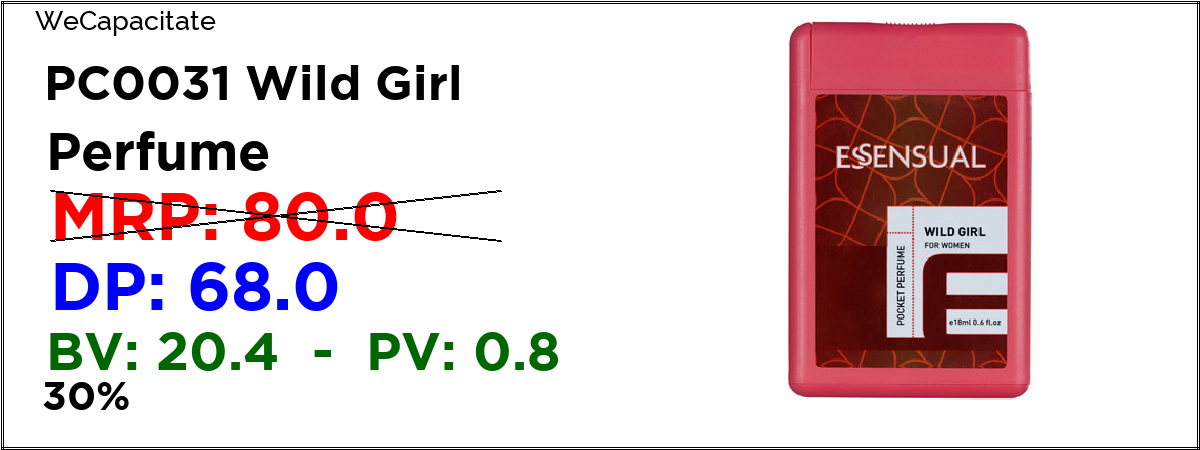 WeCapacitate
PC0031 Wild Girl
Perfume
MRP: 80.0
DP: 68.0
BV: 20.4 - PV: 0.8
30%
ESSENSUAL
WILD GIRL
FOR WOMEN
POCKET PERFUME
e18ml 0.6 fl.oz